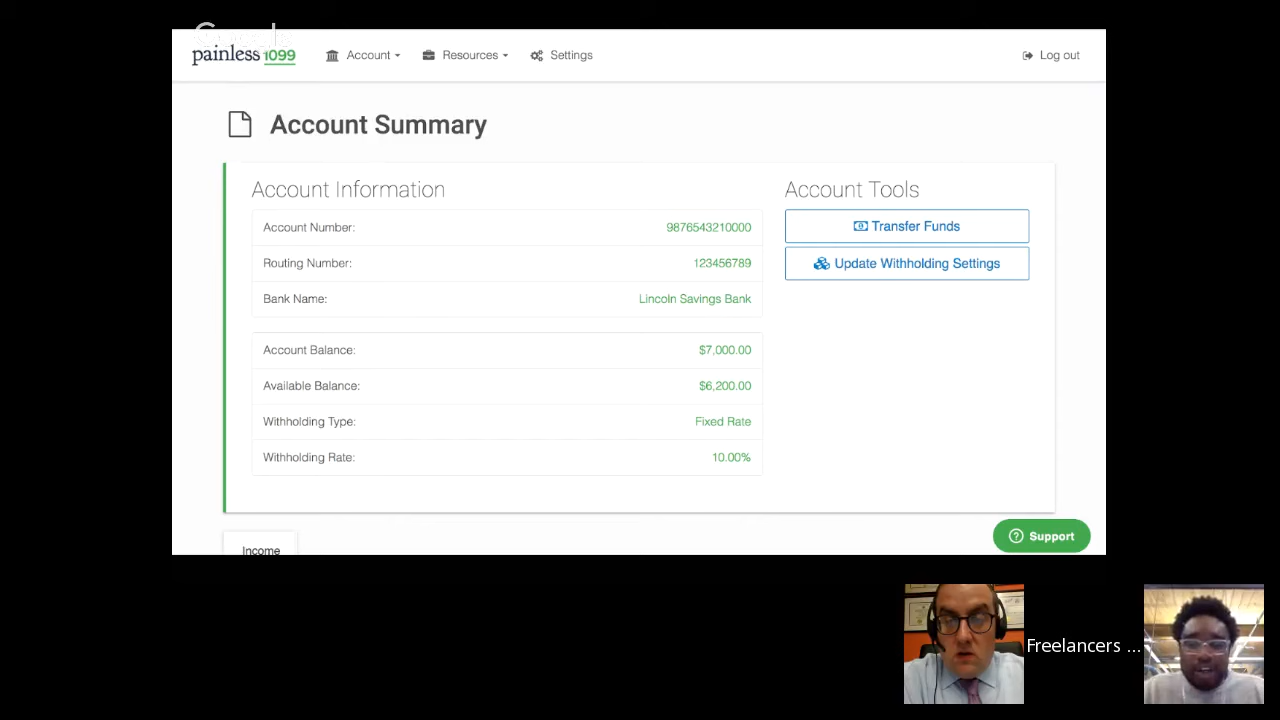 painless1099 Account Resources Settings Log out
Account Summary
Account Information
Account Number: 9876543210000
Routing Number: 123456789
Bank Name: Lincoln Savings Bank
Account Balance: $7,000.00
Available Balance: $6,200.00
Withholding Type: Fixed Rate
Withholding Rate: 10.00%
Account Tools
Transfer Funds
Update Withholding Settings
Income
Support
Freelancers ...